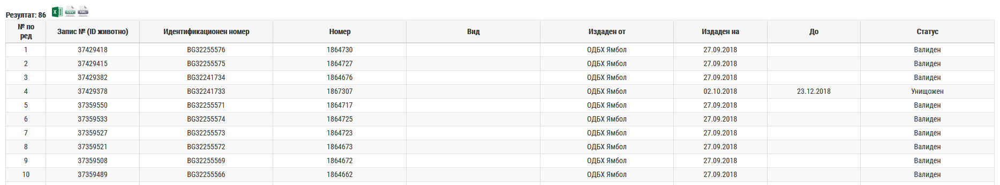 Резултат: 86 CSV XML
№ по ред Запис № (ID животно) Идентификационен номер Номер Вид Издаден от Издаден на До Статус
1 37429418 BG32255576 1864730 ОДБХ Ямбол 27.09.2018 Валиден
2 37429415 BG32255575 1864727 ОДБХ Ямбол 27.09.2018 Валиден
3 37429382 BG32241734 1864676 ОДБХ Ямбол 27.09.2018 Валиден
4 37429378 BG32241733 1867307 ОДБХ Ямбол 02.10.2018 23.12.2018 Унищожен
5 37359550 BG32255571 1864717 ОДБХ Ямбол 27.09.2018 Валиден
6 37359533 BG32255574 1864725 ОДБХ Ямбол 27.09.2018 Валиден
7 37359527 BG32255573 1864723 ОДБХ Ямбол 27.09.2018 Валиден
8 37359521 BG32255572 1864673 ОДБХ Ямбол 27.09.2018 Валиден
9 37359508 BG32255569 1864672 ОДБХ Ямбол 27.09.2018 Валиден
10 37359489 BG32255566 1864662 ОДБХ Ямбол 27.09.2018 Валиден